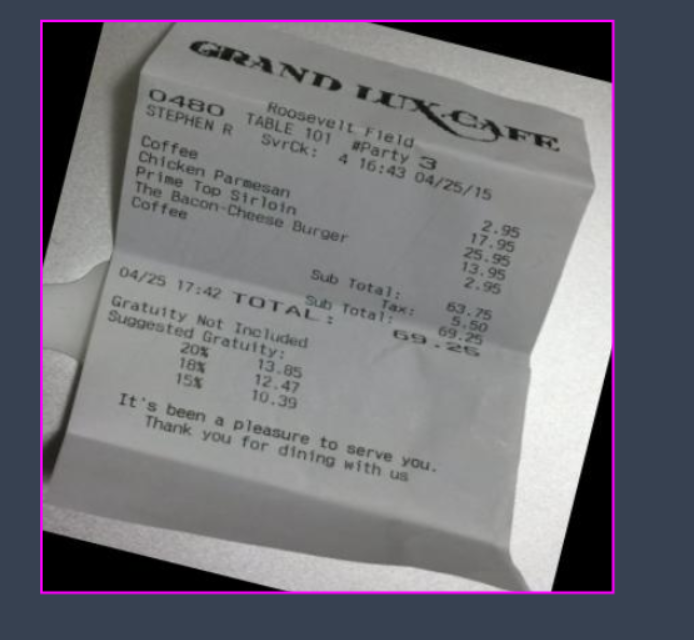 GRAND LUX CAFE
Roosevelt Field
0480 TABLE 101 #Party 3
STEPHEN R SvrCk: 4 16:43 04/25/15
Coffee 2.95
Chicken Parmesan 17.95
Prime Top Sirloin 25.95
The Bacon-Cheese Burger 13.95
Coffee 2.95
Sub Total: 63.75
Tax: 5.50
Sub Total: 69.25
04/25 17:42 TOTAL: 69.25
Gratuity Not Included
Suggested Gratuity:
20% 13.85
18% 12.47
15% 10.39
It's been a pleasure to serve you.
Thank you for dining with us